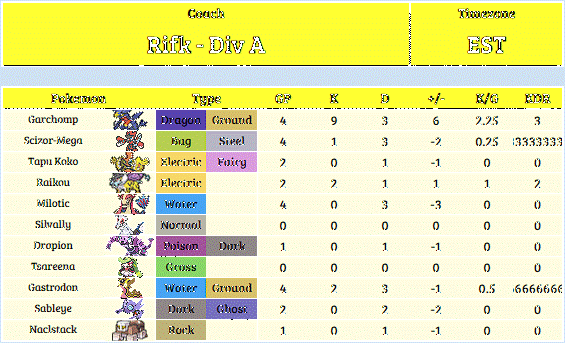 Coach Timezone
Rifk - Div A EST
Pokemon Type GP K D +/- K/G KDR
Garchomp Dragon Ground 4 9 3 6 2.25 3
Scizor-Mega Bug Steel 4 1 3 -2 0.25 33333333
Tapu Koko Electric Fairy 2 0 1 -1 0 0
Raikou Electric 2 2 1 1 1 2
Milotic Water 4 0 3 -3 0 0
Silvally Normal 0 0 0 0 0 0
Drapion Poison Dark 1 0 1 -1 0 0
Tsareena Grass 0 0 0 0 0 0
Gastrodon Water Ground 4 2 3 -1 0.5 66666666
Sableye Dark Ghost 2 0 2 -2 0 0
Naclstack Rock 1 0 1 -1 0 0